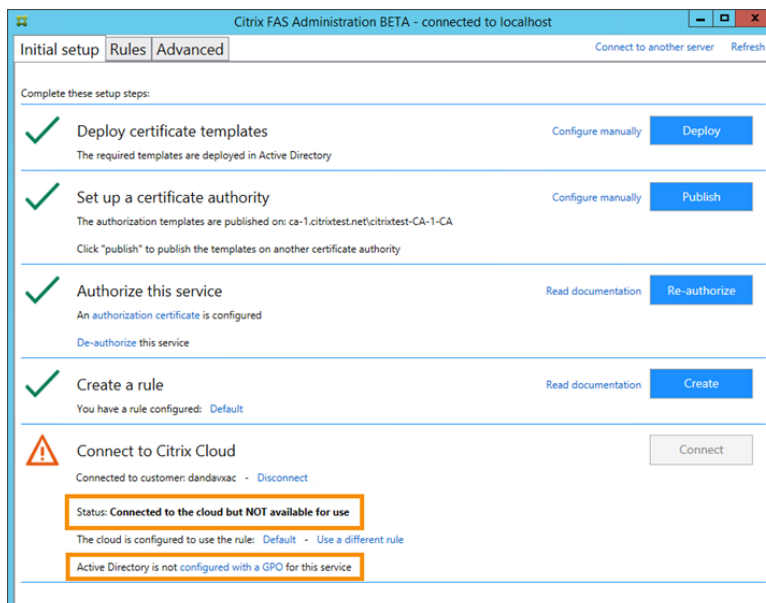 Citrix FAS Administration BETA - connected to localhost
Initial setup Rules Advanced Connect to another server Refresh
Complete these setup steps:
Deploy certificate templates Configure manually Deploy
The required templates are deployed in Active Directory
Set up a certificate authority Configure manually Publish
The authorization templates are published on: ca-1.citrixtest.net\citrixtest-CA-1-CA
Click "publish" to publish the templates on another certificate authority
Authorize this service Read documentation Re-authorize
An authorization certificate is configured
De-authorize this service
Create a rule Read documentation Create
You have a rule configured: Default
Connect to Citrix Cloud Connect
Connected to customer: dandavxac - Disconnect
Status: Connected to the cloud but NOT available for use
The cloud is configured to use the rule: Default - Use a different rule
Active Directory is not configured with a GPO for this service